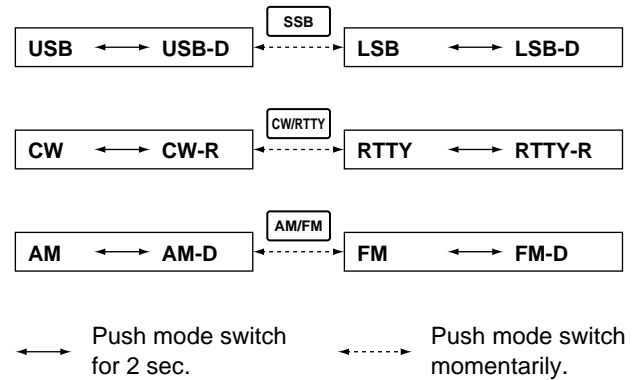 SSB
USB USB-D LSB LSB-D
CW/RTTY
CW CW-R RTTY RTTY-R
AM/FM
AM AM-D FM FM-D
Push mode switch for 2 sec.
Push mode switch momentarily.